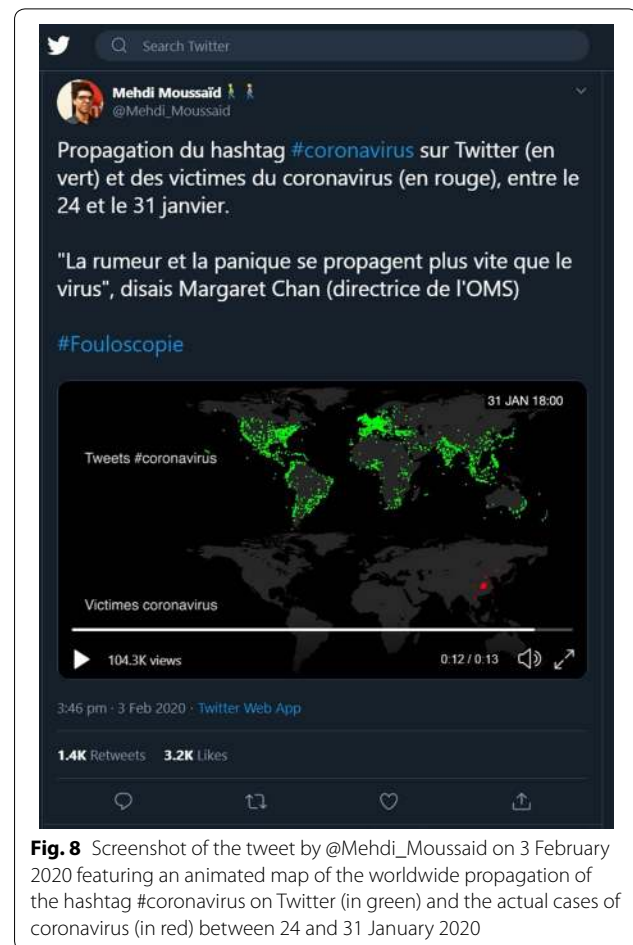 Search Twitter
Mehdi Moussaïd
@Mehdi_Moussaid
Propagation du hashtag #coronavirus sur Twitter (en
vert) et des victimes du coronavirus (en rouge), entre le
24 et le 31 janvier.
"La rumeur et la panique se propagent plus vite que le
virus", disais Margaret Chan (directrice de l'OMS)
#Fouloscopie
31 JAN 18:00
Tweets #coronavirus
Victimes coronavirus
104.3K views
0:12 / 0:13
3:46 pm · 3 Feb 2020 · Twitter Web App
1.4K Retweets 3.2K Likes
Fig. 8 Screenshot of the tweet by @Mehdi_Moussaid on 3 February
2020 featuring an animated map of the worldwide propagation of
the hashtag #coronavirus on Twitter (in green) and the actual cases of
coronavirus (in red) between 24 and 31 January 2020